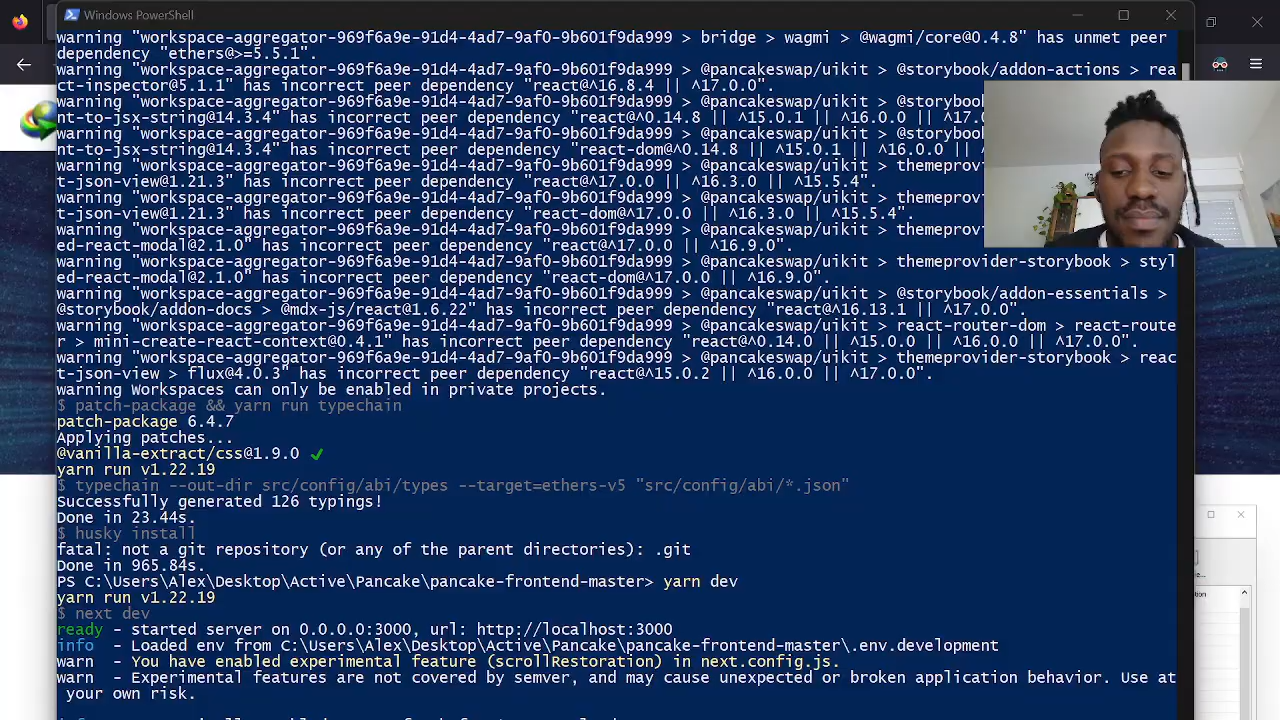 Windows PowerShell
warning "workspace-aggregator-969f6a9e-91d4-4ad7-9af0-9b601f9da999 > bridge > wagmi > @wagmi/core@0.4.8" has unmet peer
dependency "ethers@>=5.5.1".
warning "workspace-aggregator-969f6a9e-91d4-4ad7-9af0-9b601f9da999 > @pancakeswap/uikit > @storybook/addon-actions > rea
ct-inspector@5.1.1" has incorrect peer dependency "react@^16.8.4 || ^17.0.0".
warning "workspace-aggregator-969f6a9e-91d4-4ad7-9af0-9b601f9da999 > @pancakeswap/uikit > @storybook
nt-to-jsx-string@14.3.4" has incorrect peer dependency "react@^0.14.8 || ^15.0.1 || ^16.0.0 || ^17.0
warning "workspace-aggregator-969f6a9e-91d4-4ad7-9af0-9b601f9da999 > @pancakeswap/uikit > @storybook
nt-to-jsx-string@14.3.4" has incorrect peer dependency "react-dom@^0.14.8 || ^15.0.1 || ^16.0.0 ||
warning "workspace-aggregator-969f6a9e-91d4-4ad7-9af0-9b601f9da999 > @pancakeswap/uikit > themeprovi
t-json-view@1.21.3" has incorrect peer dependency "react@^17.0.0 || ^16.3.0 || ^15.5.4".
warning "workspace-aggregator-969f6a9e-91d4-4ad7-9af0-9b601f9da999 > @pancakeswap/uikit > themeprovi
t-json-view@1.21.3" has incorrect peer dependency "react-dom@^17.0.0 || ^16.3.0 || ^15.5.4".
warning "workspace-aggregator-969f6a9e-91d4-4ad7-9af0-9b601f9da999 > @pancakeswap/uikit > themeprovi
ed-react-modal@2.1.0" has incorrect peer dependency "react@^17.0.0 || ^16.9.0".
warning "workspace-aggregator-969f6a9e-91d4-4ad7-9af0-9b601f9da999 > @pancakeswap/uikit > themeprovider-storybook > styl
ed-react-modal@2.1.0" has incorrect peer dependency "react-dom@^17.0.0 || ^16.9.0".
warning "workspace-aggregator-969f6a9e-91d4-4ad7-9af0-9b601f9da999 > @pancakeswap/uikit > @storybook/addon-essentials >
@storybook/addon-docs > @mdx-js/react@1.6.22" has incorrect peer dependency "react@^16.13.1 || ^17.0.0".
warning "workspace-aggregator-969f6a9e-91d4-4ad7-9af0-9b601f9da999 > @pancakeswap/uikit > react-router-dom > react-route
r > mini-create-react-context@0.4.1" has incorrect peer dependency "react@^0.14.0 || ^15.0.0 || ^16.0.0 || ^17.0.0".
warning "workspace-aggregator-969f6a9e-91d4-4ad7-9af0-9b601f9da999 > @pancakeswap/uikit > themeprovider-storybook > reac
t-json-view > flux@4.0.3" has incorrect peer dependency "react@^15.0.2 || ^16.0.0 || ^17.0.0".
warning Workspaces can only be enabled in private projects.
$ patch-package && yarn run typechain
patch-package 6.4.7
Applying patches...
@vanilla-extract/css@1.9.0 ✓
yarn run v1.22.19
$ typechain --out-dir src/config/abi/types --target=ethers-v5 "src/config/abi/*.json"
Successfully generated 126 typings!
Done in 23.44s.
$ husky install
fatal: not a git repository (or any of the parent directories): .git
Done in 965.84s.
PS C:\Users\Alex\Desktop\Active\Pancake\pancake-frontend-master> yarn dev
yarn run v1.22.19
$ next dev
ready - started server on 0.0.0.0:3000, url: http://localhost:3000
info - Loaded env from C:\Users\Alex\Desktop\Active\Pancake\pancake-frontend-master\.env.development
warn - You have enabled experimental feature (scrollRestoration) in next.config.js.
warn - Experimental features are not covered by semver, and may cause unexpected or broken application behavior. Use at
your own risk.